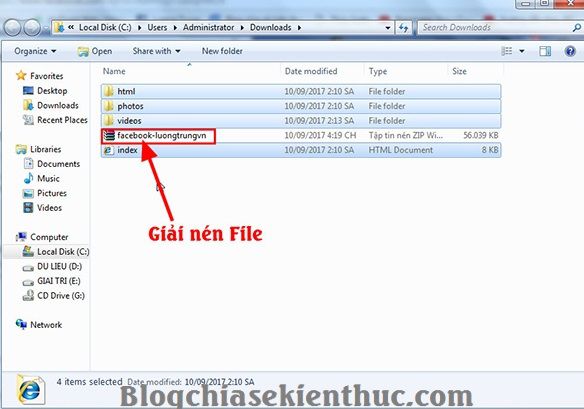 « Local Disk (C:) ▸ Users ▸ Administrator ▸ Downloads ▸
Search Downloads
Organize ▾ Open Share with ▾ New folder
Name Date modified Type Size
html 10/09/2017 2:10 SA File folder
photos 10/09/2017 2:10 SA File folder
videos 10/09/2017 2:13 SA File folder
facebook-luongtrungvn 10/09/2017 4:19 CH Tập tin nén ZIP Wi... 56.039 KB
index 10/09/2017 2:10 SA HTML Document 8 KB
Favorites
Desktop
Downloads
Recent Places
Libraries
Documents
Music
Pictures
Videos
Computer
Local Disk (C:)
DU LIEU (D:)
GIAI TRI (E:)
CD Drive (G:)
Network
Giải nén File
4 items selected Date modified: 10/09/2017 2:10 SA
Blogchiasekienthuc.com